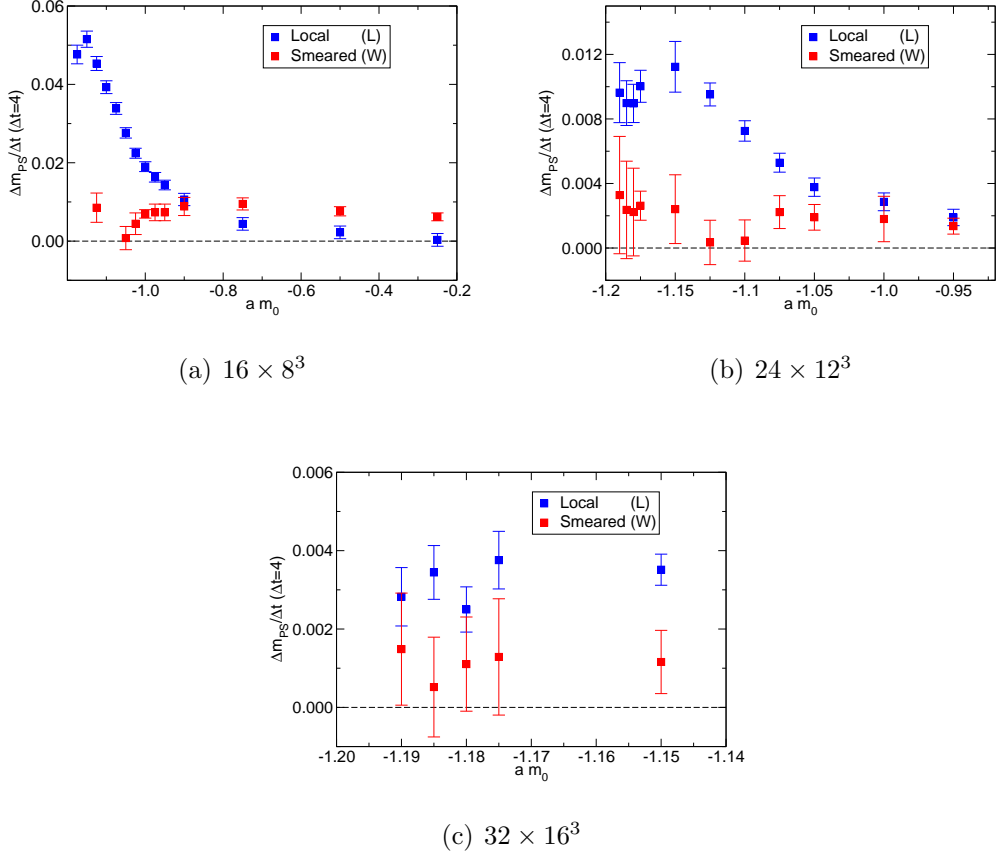 0.06
0.04
0.02
0.00
Δm_PS/Δt (Δt=4)
Local (L)
Smeared (W)
-1.0 -0.8 -0.6 -0.4 -0.2
a m_0
(a) 16 × 8^3
0.012
0.008
0.004
0.000
Δm_PS/Δt (Δt=4)
Local (L)
Smeared (W)
-1.2 -1.15 -1.1 -1.05 -1.0 -0.95
a m_0
(b) 24 × 12^3
0.006
0.004
0.002
0.000
Δm_PS/Δt (Δt=4)
Local (L)
Smeared (W)
-1.20 -1.19 -1.18 -1.17 -1.16 -1.15 -1.14
a m_0
(c) 32 × 16^3